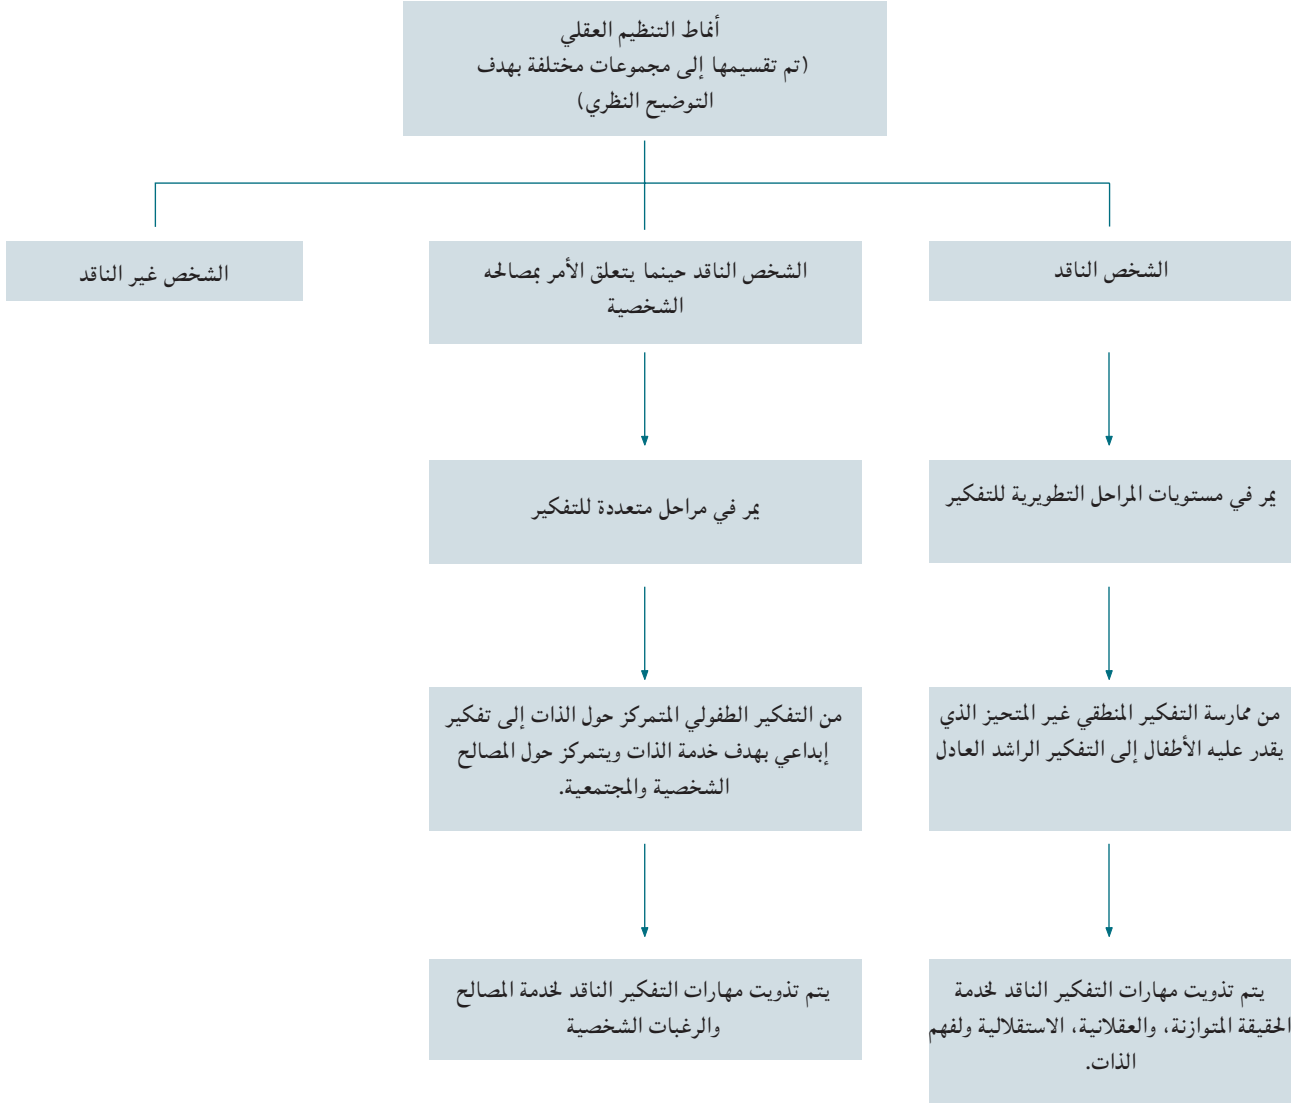 أنماط التنظيم العقلي
(تم تقسيمها إلى مجموعات مختلفة بهدف
التوضيح النظري)
الشخص الناقد
الشخص الناقد حينما يتعلق الأمر بمصالحه
الشخصية
الشخص غير الناقد
يمر في مستويات المراحل التطويرية للتفكير
يمر في مراحل متعددة للتفكير
من ممارسة التفكير المنطقي غير المتحيز الذي
يقدر عليه الأطفال إلى التفكير الراشد العادل
من التفكير الطفولي المتمركز حول الذات إلى تفكير
إبداعي بهدف خدمة الذات ويتمركز حول المصالح
الشخصية والمجتمعية.
يتم تذويت مهارات التفكير الناقد لخدمة
الحقيقة المتوازنة، والعقلانية، الاستقلالية ولفهم
الذات.
يتم تذويت مهارات التفكير الناقد لخدمة المصالح
والرغبات الشخصية